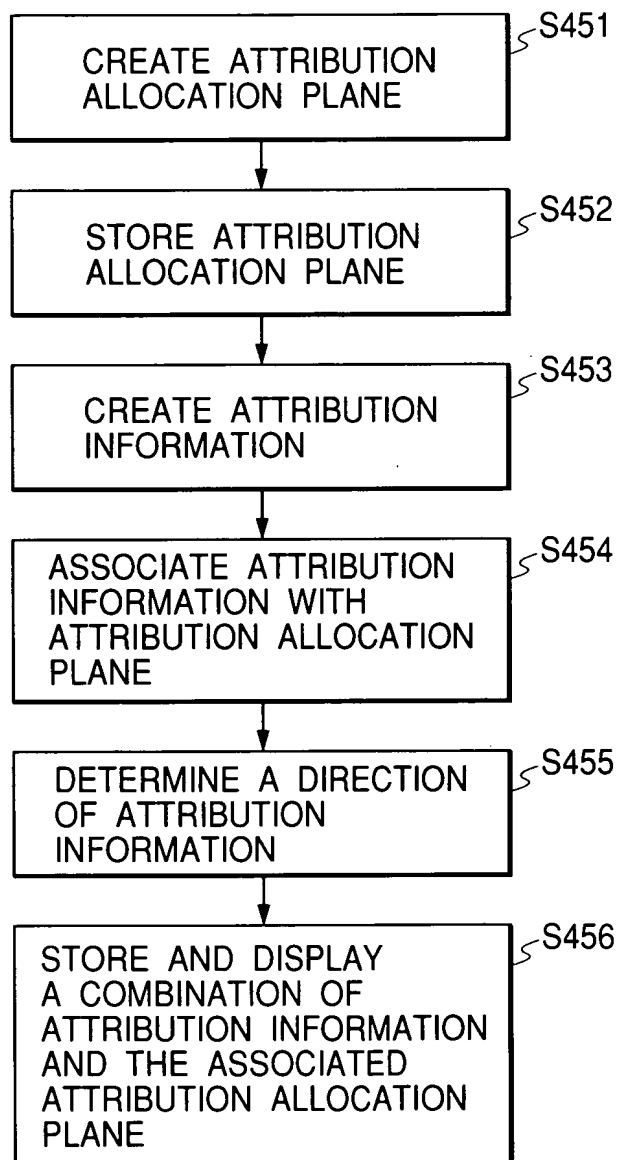 S451
CREATE ATTRIBUTION
ALLOCATION PLANE
S452
STORE ATTRIBUTION
ALLOCATION PLANE
S453
CREATE ATTRIBUTION
INFORMATION
S454
ASSOCIATE ATTRIBUTION
INFORMATION WITH
ATTRIBUTION ALLOCATION
PLANE
S455
DETERMINE A DIRECTION
OF ATTRIBUTION
INFORMATION
S456
STORE AND DISPLAY
A COMBINATION OF
ATTRIBUTION INFORMATION
AND THE ASSOCIATED
ATTRIBUTION ALLOCATION
PLANE